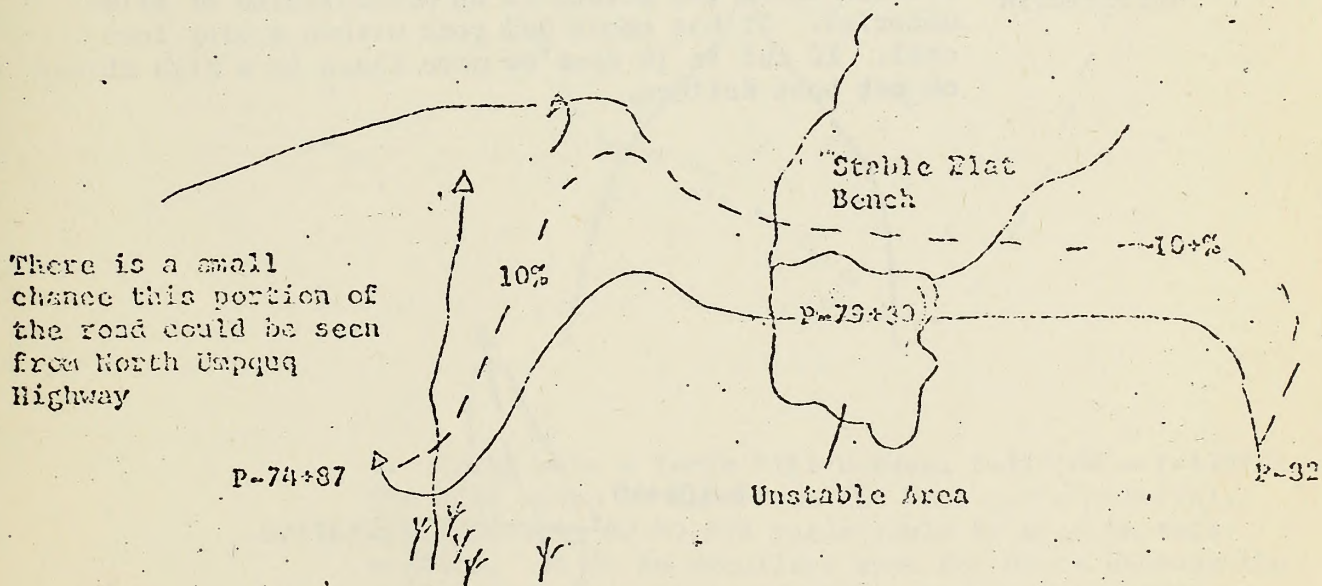 Stable Flat
Bench
There is a small
chance this portion of
the road could be seen
from North Umpquq
Highway
10%
10+%
P-79+30
P-74+87
P-82
Unstable Area